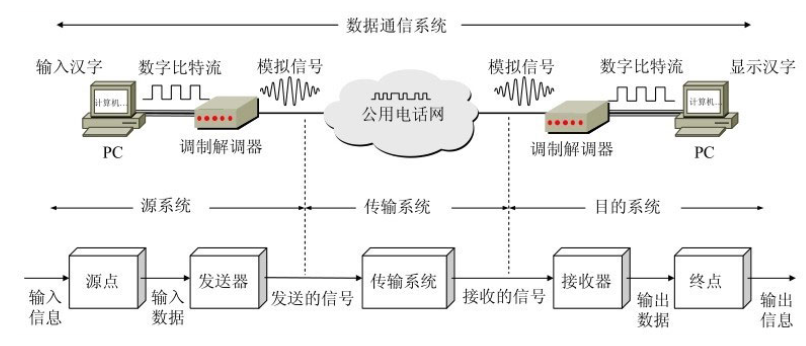 数据通信系统
输入汉字
数字比特流
模拟信号
模拟信号
数字比特流
显示汉字
计算机...
公用电话网
计算机...
PC
调制解调器
调制解调器
PC
源系统
传输系统
目的系统
源点
发送器
传输系统
接收器
终点
输入
信息
输入
数据
发送的信号
接收的信号
输出
数据
输出
信息